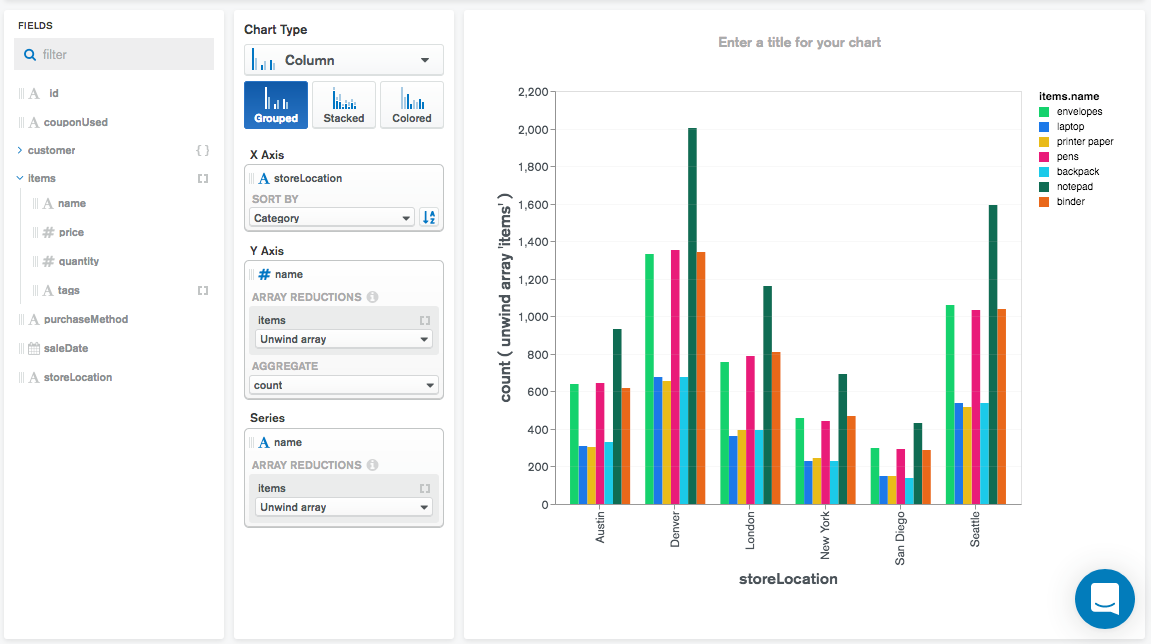 FIELDS
filter
id
couponUsed
customer
items
name
price
quantity
tags
purchaseMethod
saleDate
storeLocation
Chart Type
Column
Grouped
Stacked
Colored
X Axis
storeLocation
SORT BY
Category
Y Axis
name
ARRAY REDUCTIONS
items
Unwind array
AGGREGATE
count
Series
name
ARRAY REDUCTIONS
items
Unwind array
Enter a title for your chart
count ( unwind array 'items' )
2,200
2,000
1,800
1,600
1,400
1,200
1,000
800
600
400
200
0
Austin
Denver
London
New York
San Diego
Seattle
storeLocation
items.name
envelopes
laptop
printer paper
pens
backpack
notepad
binder